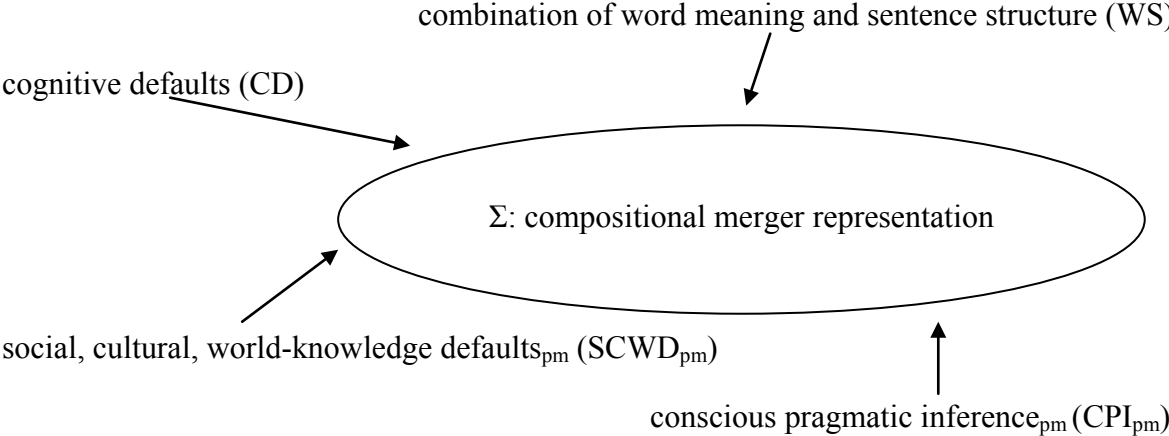 combination of word meaning and sentence structure (WS)
cognitive defaults (CD)
Σ: compositional merger representation
social, cultural, world-knowledge defaultspm (SCWDpm)
conscious pragmatic inferencepm (CPIpm)